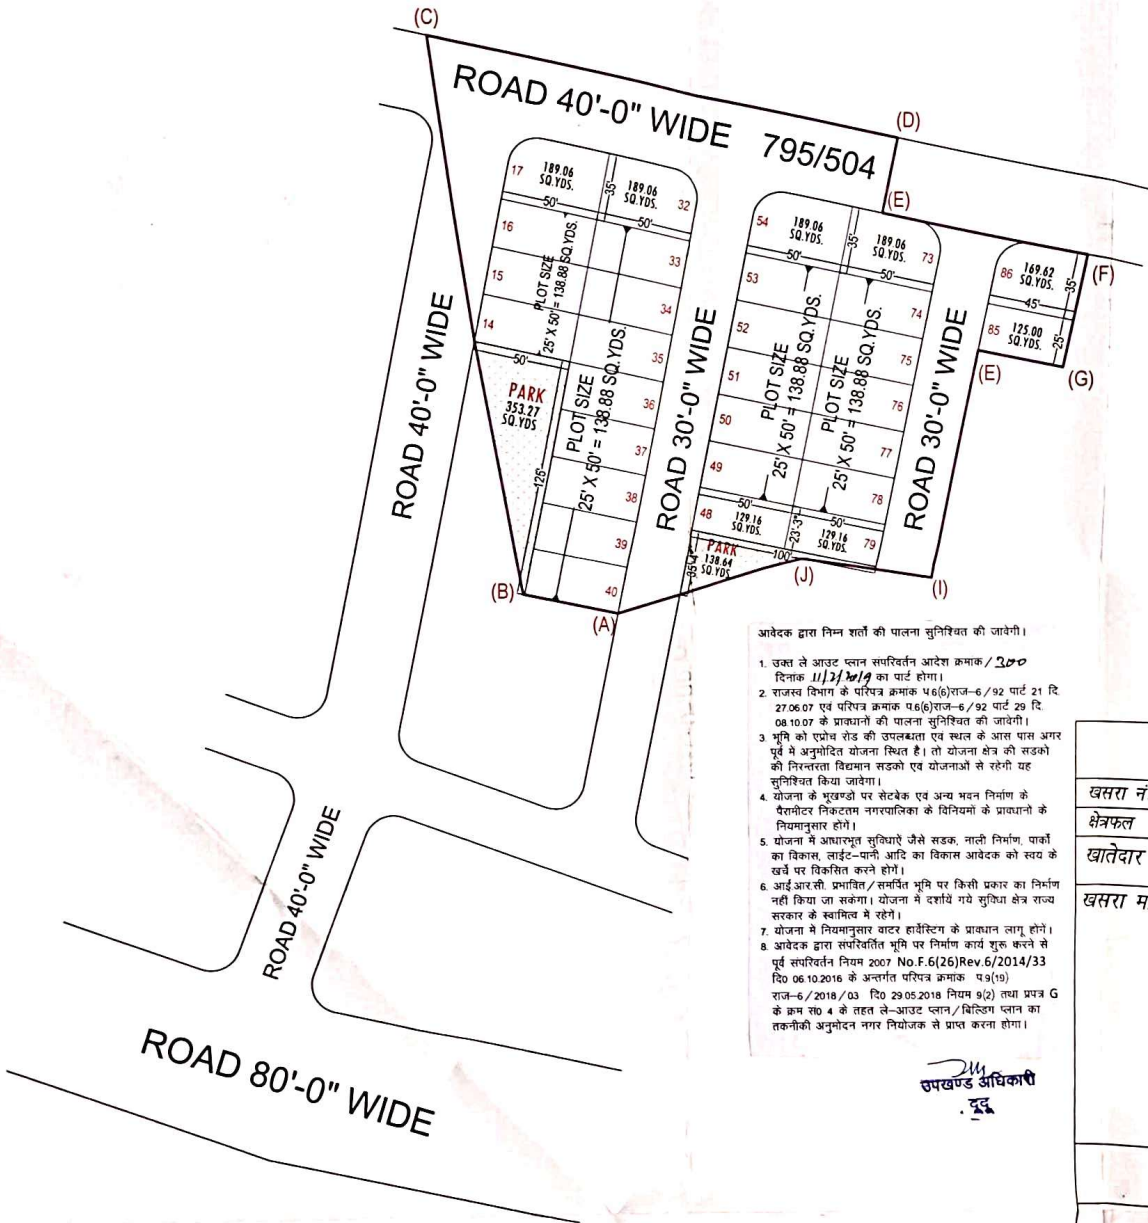 (C)
ROAD 40'-0" WIDE 795/504
(D)
(E)
(F)
17
189.06
SQ.YDS.
35'
189.06
SQ.YDS.
32
50'
50'
16
33
15
34
14
35
36
37
38
39
40
PLOT SIZE
25' X 50' = 138.88 SQ.YDS.
PLOT SIZE
25' X 50' = 138.88 SQ.YDS.
50'
PARK
353.27
SQ.YDS
125'
ROAD 40'-0" WIDE
ROAD 30'-0" WIDE
54
189.06
SQ.YDS.
35'
189.06
SQ.YDS.
73
50'
50'
53
74
52
75
51
76
50
77
49
78
PLOT SIZE
25' X 50' = 138.88 SQ.YDS.
PLOT SIZE
25' X 50' = 138.88 SQ.YDS.
50'
50'
48
129.16
SQ.YDS.
23'-3"
129.16
SQ.YDS.
79
PARK
138.64
SQ.YDS
100'
35'-4"
ROAD 30'-0" WIDE
86
169.62
SQ.YDS.
35'
45'
85
125.00
SQ.YDS.
25'
(E)
(G)
(B)
(A)
(J)
(I)
आवेदक द्वारा निम्न शर्तो की पालना सुनिश्चित की जावेगी।
1. उक्त ले आउट प्लान संपरिवर्तन आदेश क्रमाक / 300
दिनांक 11/2/2019 का पार्ट होगा।
2. राजस्व विभाग के परिपत्र क्रमाक प 6(6)राज–6/92 पार्ट 21 दि.
27.06.07 एवं परिपत्र क्रमाक प.6(6)राज–6/92 पार्ट 29 दि.
08.10.07 के प्रावधानों की पालना सुनिश्चित की जावेगी।
3. भूमि को एप्रोच रोड की उपलब्धता एवं स्थल के आस पास अगर
पूर्व में अनुमोदित योजना स्थित है। तो योजना क्षेत्र की सडको
की निरन्तरता विद्यमान सडको एवं योजनाओं से रहेगी यह
सुनिश्चित किया जावेगा।
4. योजना के भूखण्डो पर सेटबेक एवं अन्य भवन निर्माण के
पैरामीटर निकटतम नगरपालिका के विनियमों के प्रावधानो के
नियमानुसार होंगें।
5. योजना में आधारभूत सुविधाऐं जैसे सडक, नाली निर्माण, पार्को
का विकास, लाईट–पानी आदि का विकास आवेदक को स्वय के
खर्चे पर विकसित करने होंगें।
6. आई.आर.सी. प्रभावित/समर्पित भूमि पर किसी प्रकार का निर्माण
नहीं किया जा सकेगा। योजना में दर्शाये गये सुविधा क्षेत्र राज्य
सरकार के स्वामित्व में रहेगें।
7. योजना में नियमानुसार वाटर हार्वेस्टिग के प्रावधान लागू होगें।
8. आवेदक द्वारा संपरिवर्तित भूमि पर निर्माण कार्य शुरू करने से
पूर्व संपरिवर्तन नियम 2007 No.F.6(26)Rev.6/2014/33
दि0 06.10.2016 के अन्तर्गत परिपत्र क्रमांक प.9(19)
राज–6/2018/03 दि0 29.05.2018 नियम 9(2) तथा प्रपत्र G
के क्रम सं0 4 के तहत ले–आउट प्लान/बिल्डिग प्लान का
तकनीकी अनुमोदन नगर नियोजक से प्राप्त करना होगा।
उपखण्ड अधिकारी
दूदू
खसरा नं
क्षेत्रफल
खातेदार
खसरा म
ROAD 40'-0" WIDE
ROAD 80'-0" WIDE